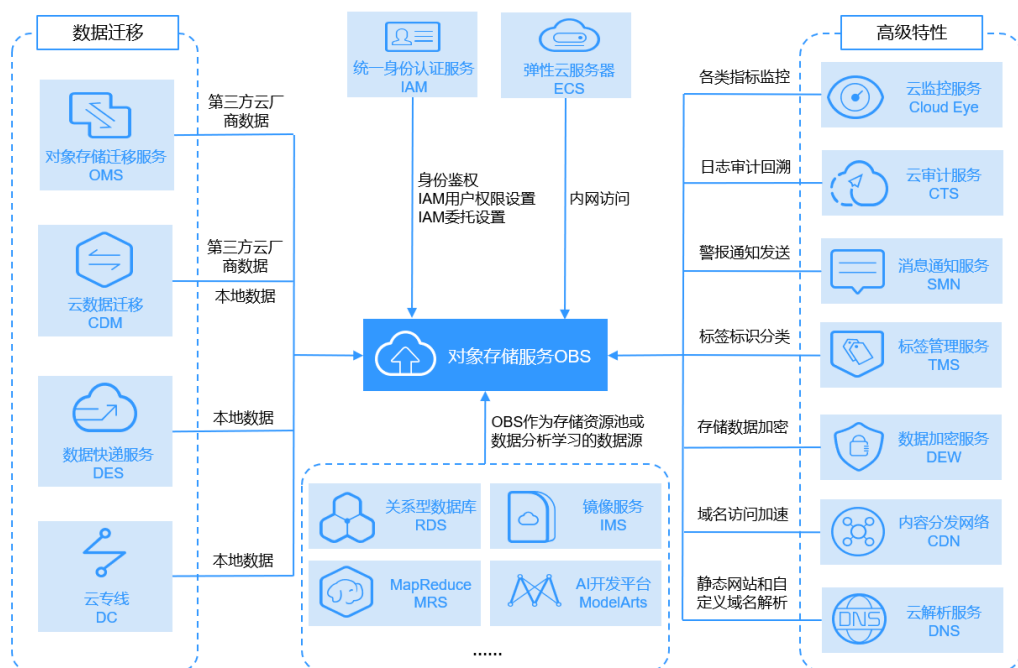 数据迁移
对象存储迁移服务
OMS
第三方云厂
商数据
云数据迁移
CDM
第三方云厂
商数据
本地数据
数据快递服务
DES
本地数据
云专线
DC
本地数据
统一身份认证服务
IAM
身份鉴权
IAM用户权限设置
IAM委托设置
弹性云服务器
ECS
内网访问
对象存储服务OBS
OBS作为存储资源池或
数据分析学习的数据源
关系型数据库
RDS
镜像服务
IMS
MapReduce
MRS
AI开发平台
ModelArts
......
高级特性
各类指标监控
云监控服务
Cloud Eye
日志审计回溯
云审计服务
CTS
警报通知发送
消息通知服务
SMN
标签标识分类
标签管理服务
TMS
存储数据加密
数据加密服务
DEW
域名访问加速
内容分发网络
CDN
静态网站和自
定义域名解析
DNS
云解析服务
DNS